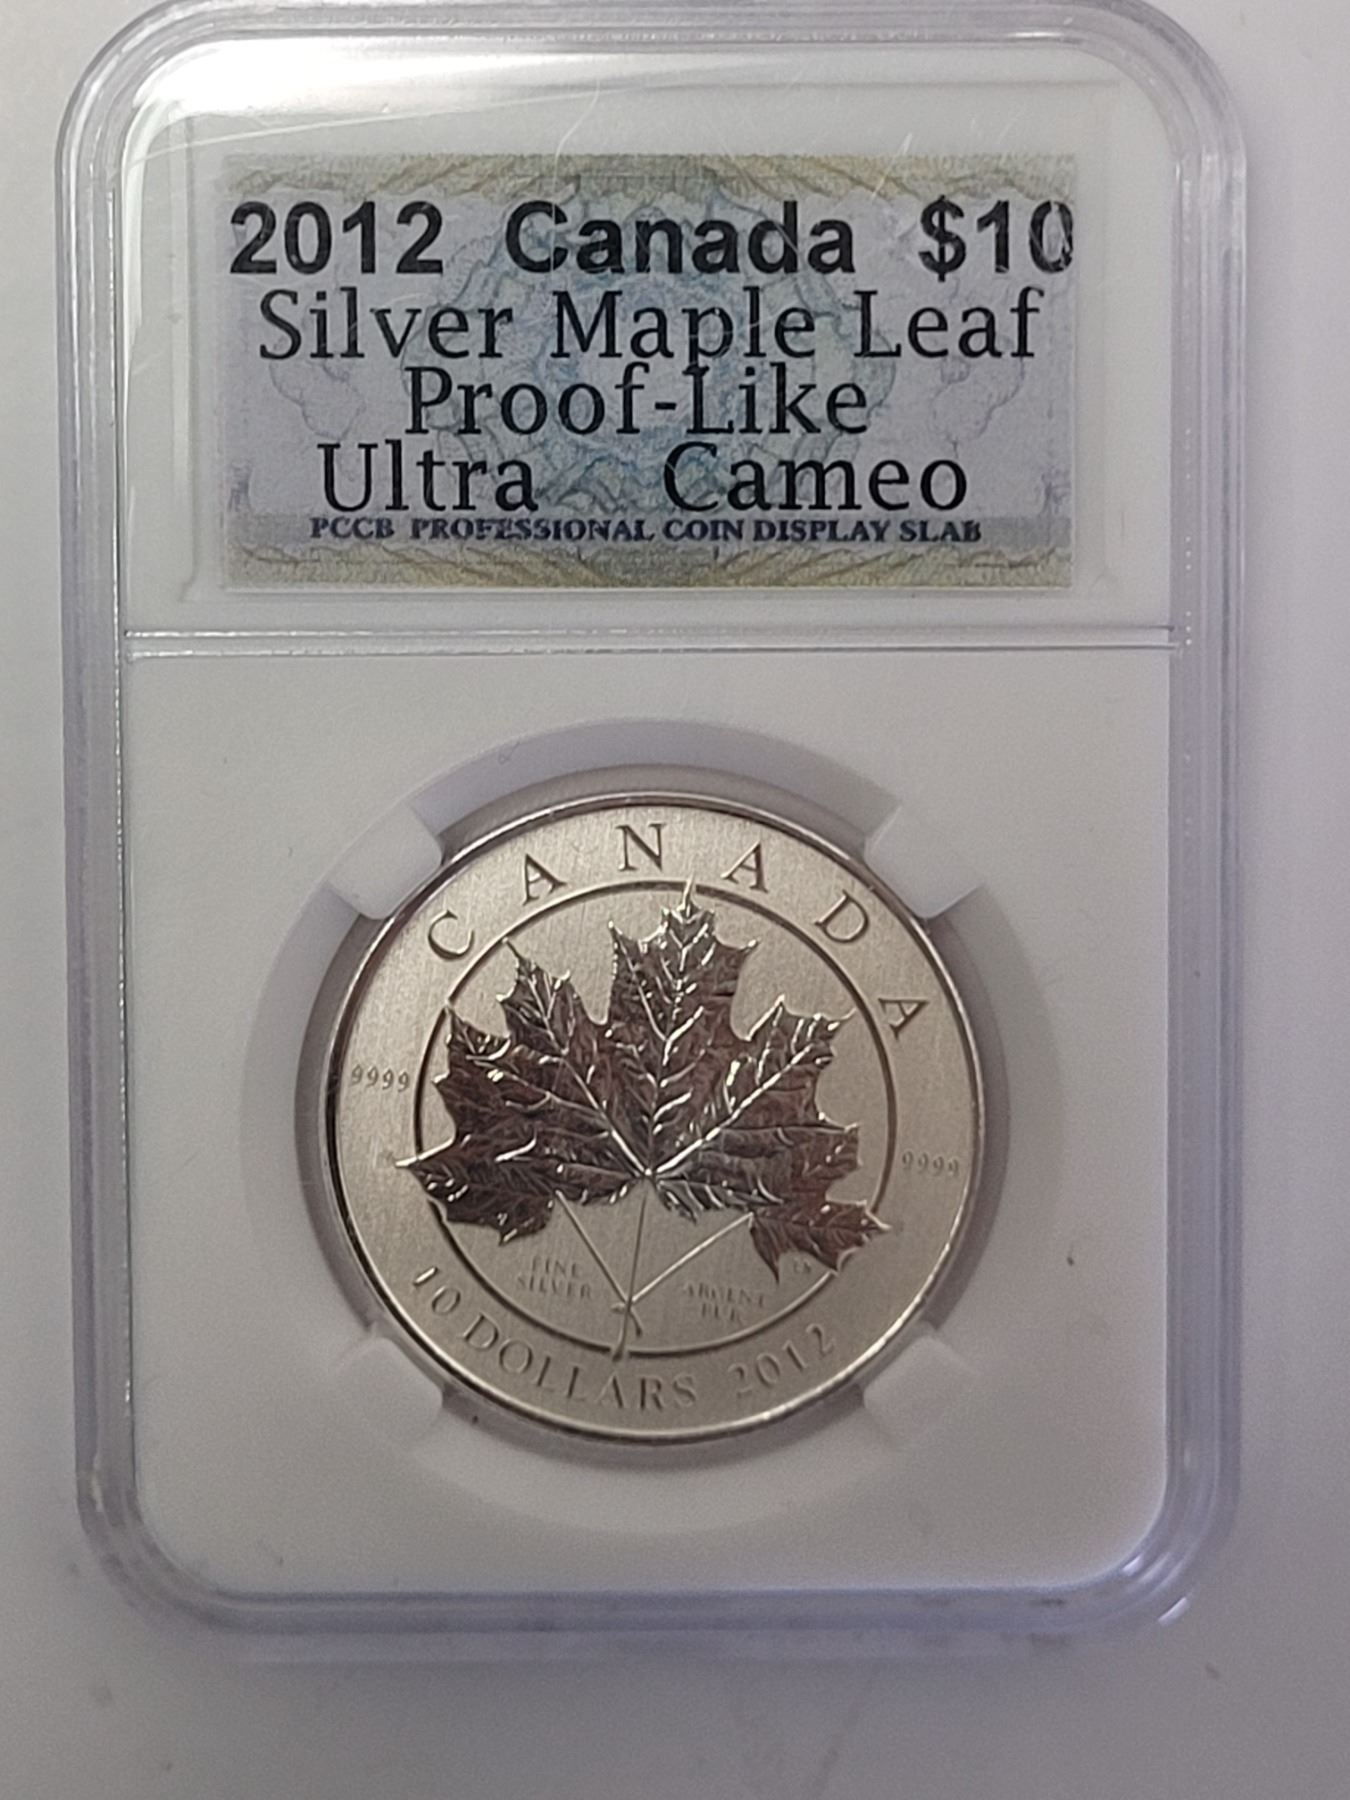 2012 Canada $10
Silver Maple Leaf
Proof-Like
Ultra Cameo
PCCB PROFESSIONAL COIN DISPLAY SLAB
CANADA
9999
9999
FINE
SILVER
ARGENT
PUR
10 DOLLARS 2012